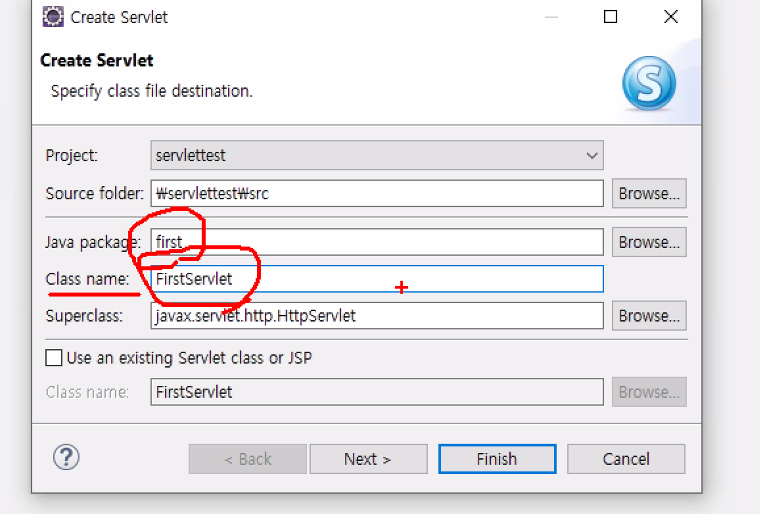 Create Servlet
Create Servlet
Specify class file destination.
Project: servlettest
Source folder: ₩servlettest₩src Browse...
Java package: first Browse...
Class name: FirstServlet
Superclass: javax.servlet.http.HttpServlet Browse...
Use an existing Servlet class or JSP
Class name: FirstServlet Browse...
? < Back Next > Finish Cancel